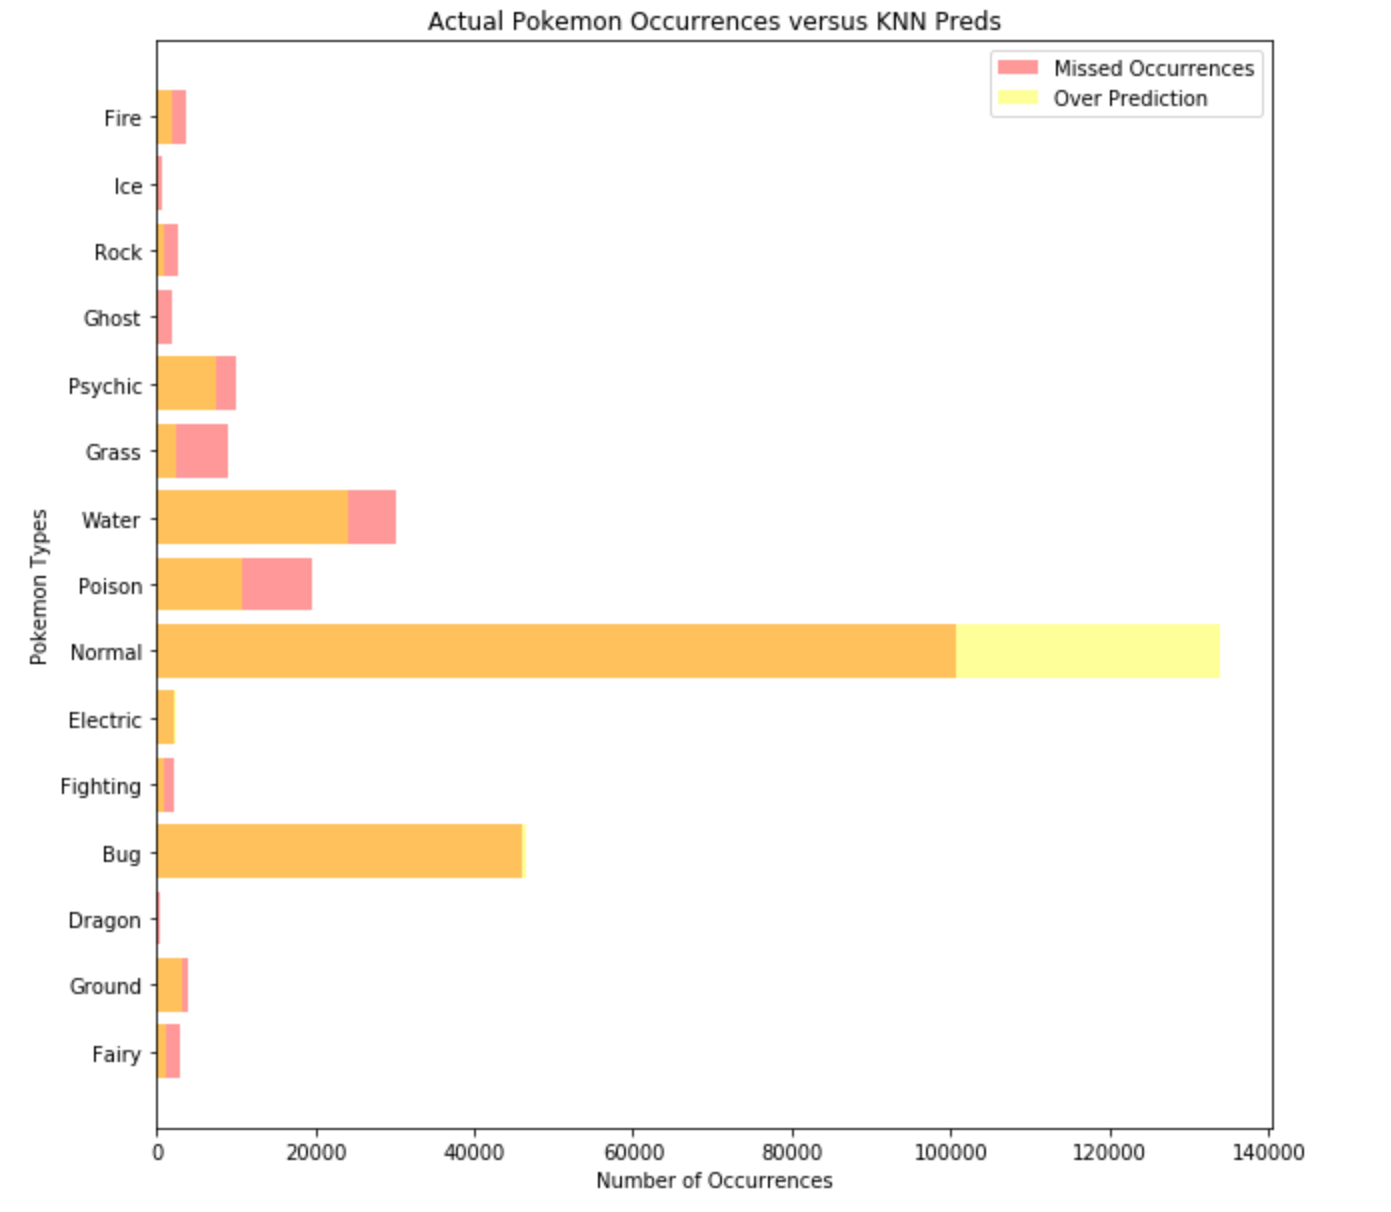 Actual Pokemon Occurrences versus KNN Preds
Missed Occurrences
Over Prediction
Pokemon Types
Fire
Ice
Rock
Ghost
Psychic
Grass
Water
Poison
Normal
Electric
Fighting
Bug
Dragon
Ground
Fairy
0 20000 40000 60000 80000 100000 120000 140000
Number of Occurrences